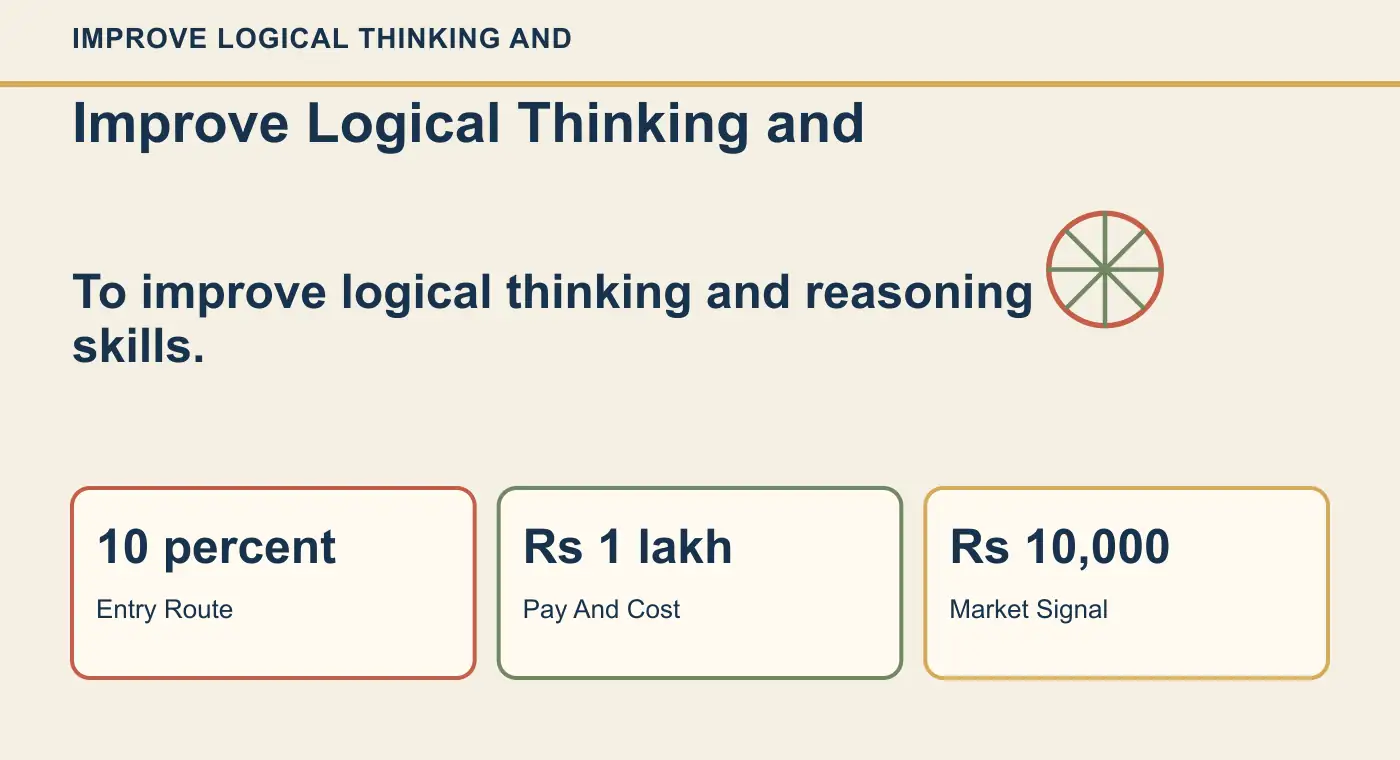 IMPROVE LOGICAL THINKING AND
Improve Logical Thinking and
To improve logical thinking and reasoning
skills.
10 percent
Entry Route
Rs 1 lakh
Pay And Cost
Rs 10,000
Market Signal